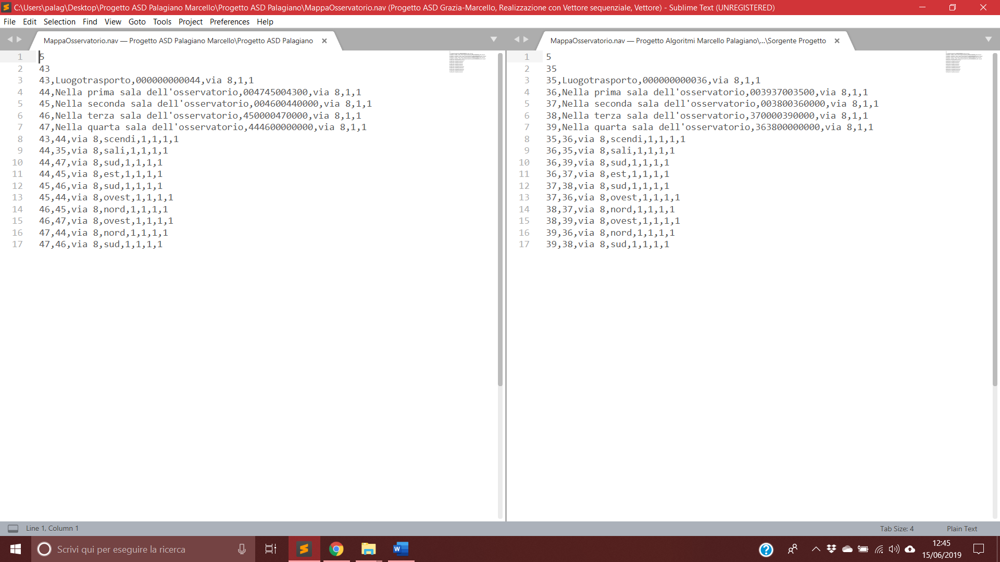 C:\Users\palag\Desktop\Progetto ASD Palagiano Marcello\Progetto ASD Palagiano\MappaOsservatorio.nav (Progetto ASD Grazia-Marcello, Realizzazione con Vettore sequenziale, Vettore) - Sublime Text (UNREGISTERED)
File Edit Selection Find View Goto Tools Project Preferences Help
MappaOsservatorio.nav — Progetto ASD Palagiano Marcello\Progetto ASD Palagiano
1 5
2 43
3 43,Luogotrasporto,000000000044,via 8,1,1
4 44,Nella prima sala dell'osservatorio,004745004300,via 8,1,1
5 45,Nella seconda sala dell'osservatorio,004600440000,via 8,1,1
6 46,Nella terza sala dell'osservatorio,450000470000,via 8,1,1
7 47,Nella quarta sala dell'osservatorio,444600000000,via 8,1,1
8 43,44,via 8,scendi,1,1,1,1
9 44,35,via 8,sali,1,1,1,1
10 44,47,via 8,sud,1,1,1,1
11 44,45,via 8,est,1,1,1,1
12 45,46,via 8,sud,1,1,1,1
13 45,44,via 8,ovest,1,1,1,1
14 46,45,via 8,nord,1,1,1,1
15 46,47,via 8,ovest,1,1,1,1
16 47,44,via 8,nord,1,1,1,1
17 47,46,via 8,sud,1,1,1,1
MappaOsservatorio.nav — Progetto Algoritmi Marcello Palagiano\...\Sorgente Progetto
1 5
2 35
3 35,Luogotrasporto,000000000036,via 8,1,1
4 36,Nella prima sala dell'osservatorio,003937003500,via 8,1,1
5 37,Nella seconda sala dell'osservatorio,003800360000,via 8,1,1
6 38,Nella terza sala dell'osservatorio,370000390000,via 8,1,1
7 39,Nella quarta sala dell'osservatorio,363800000000,via 8,1,1
8 35,36,via 8,scendi,1,1,1,1
9 36,35,via 8,sali,1,1,1,1
10 36,39,via 8,sud,1,1,1,1
11 36,37,via 8,est,1,1,1,1
12 37,38,via 8,sud,1,1,1,1
13 37,36,via 8,ovest,1,1,1,1
14 38,37,via 8,nord,1,1,1,1
15 38,39,via 8,ovest,1,1,1,1
16 39,36,via 8,nord,1,1,1,1
17 39,38,via 8,sud,1,1,1,1
Line 1, Column 1
Tab Size: 4
Plain Text
Scrivi qui per eseguire la ricerca
12:45
15/06/2019